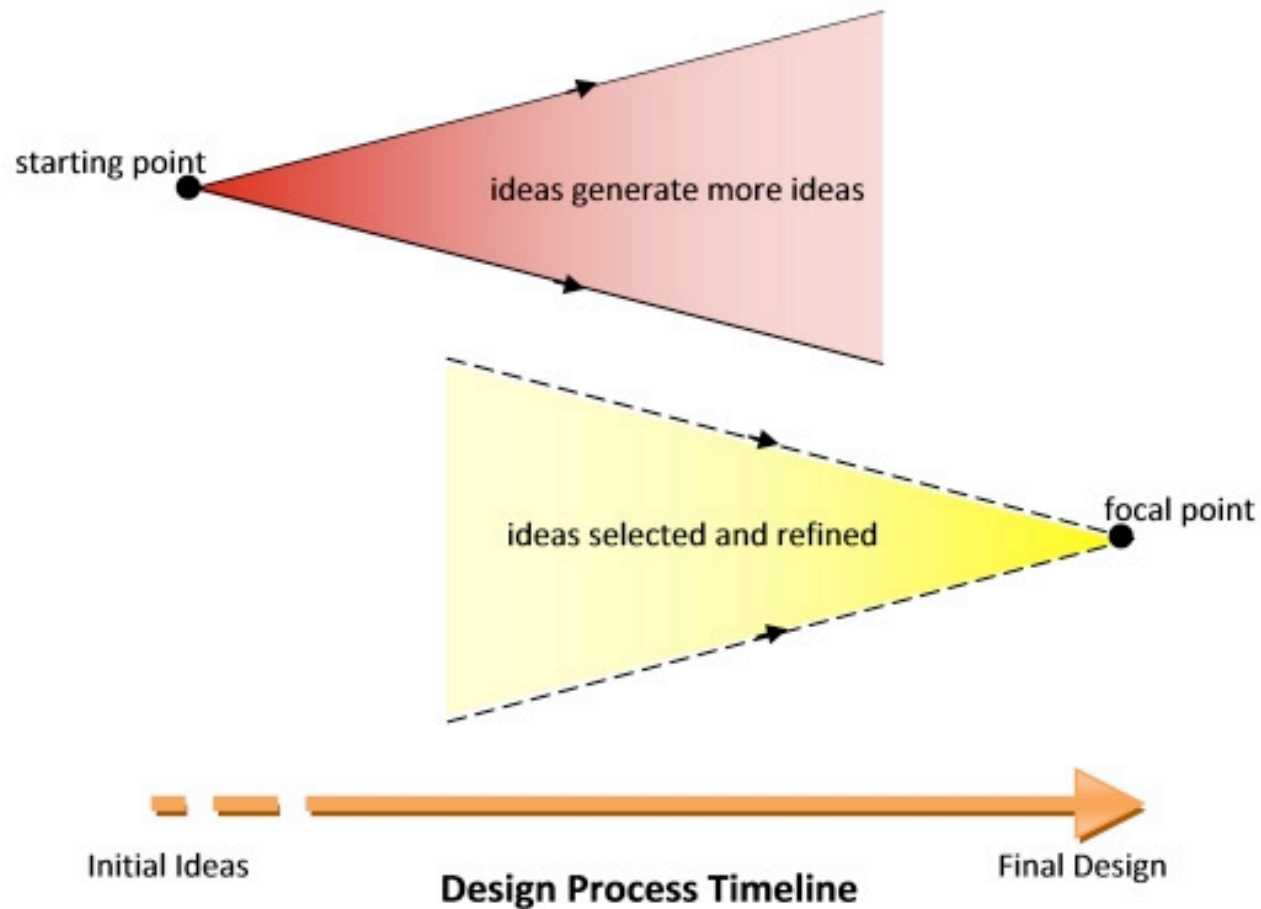 starting point
ideas generate more ideas
focal point
ideas selected and refined
Initial Ideas
Final Design
Design Process Timeline